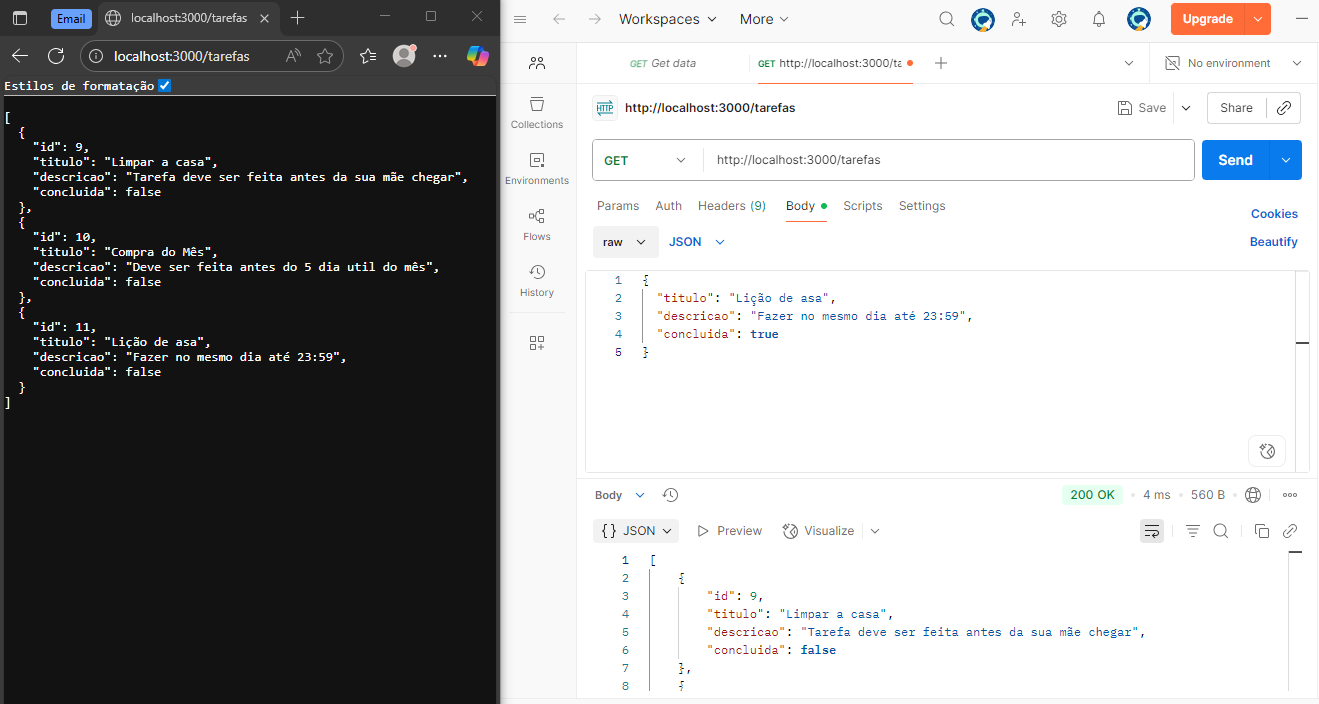 Email
localhost:3000/tarefas
localhost:3000/tarefas
Estilos de formatação
[
  {
    "id": 9,
    "titulo": "Limpar a casa",
    "descricao": "Tarefa deve ser feita antes da sua mãe chegar",
    "concluida": false
  },
  {
    "id": 10,
    "titulo": "Compra do Mês",
    "descricao": "Deve ser feita antes do 5 dia util do mês",
    "concluida": false
  },
  {
    "id": 11,
    "titulo": "Lição de asa",
    "descricao": "Fazer no mesmo dia até 23:59",
    "concluida": false
  }
]
Workspaces More Upgrade
GET Get data GET http://localhost:3000/ta No environment
Collections
Environments
Flows
History
HTTP http://localhost:3000/tarefas Save Share
GET http://localhost:3000/tarefas Send
Params Auth Headers (9) Body Scripts Settings Cookies
raw JSON Beautify
1 {
2   "titulo": "Lição de asa",
3   "descricao": "Fazer no mesmo dia até 23:59",
4   "concluida": true
5 }
Body 200 OK • 4 ms • 560 B
{} JSON Preview Visualize
1 [
2     {
3         "id": 9,
4         "titulo": "Limpar a casa",
5         "descricao": "Tarefa deve ser feita antes da sua mãe chegar",
6         "concluida": false
7     },
8     {